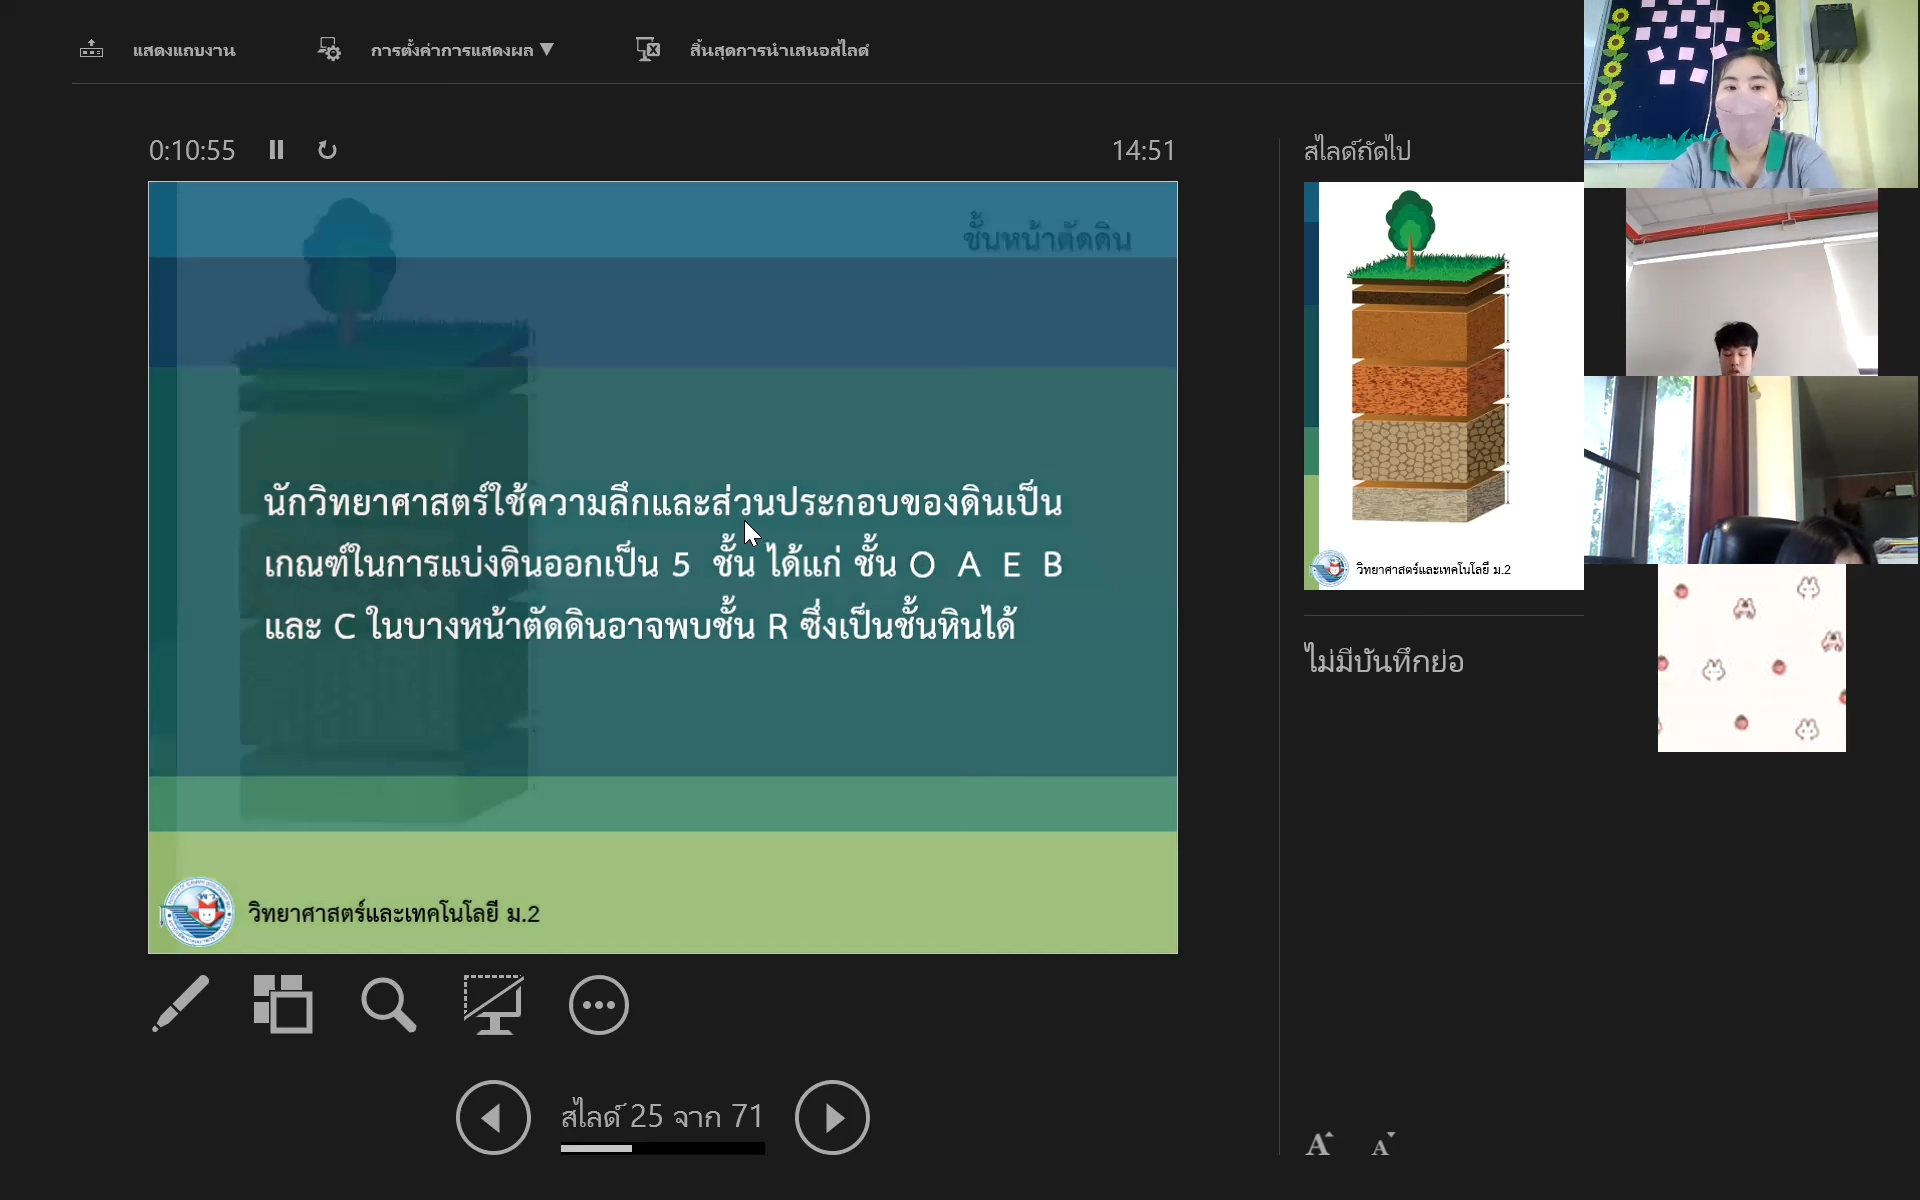 แสดงแถบงาน
การตั้งค่าการแสดงผล
สิ้นสุดการนำเสนอสไลด์
0:10:55
14:51
ชั้นหน้าตัดดิน
นักวิทยาศาสตร์ใช้ความลึกและส่วนประกอบของดินเป็น
เกณฑ์ในการแบ่งดินออกเป็น 5 ชั้น ได้แก่ ชั้น O A E B
และ C ในบางหน้าตัดดินอาจพบชั้น R ซึ่งเป็นชั้นหินได้
วิทยาศาสตร์และเทคโนโลยี ม.2
สไลด์ 25 จาก 71
สไลด์ถัดไป
วิทยาศาสตร์และเทคโนโลยี ม.2
ไม่มีบันทึกย่อ
A A